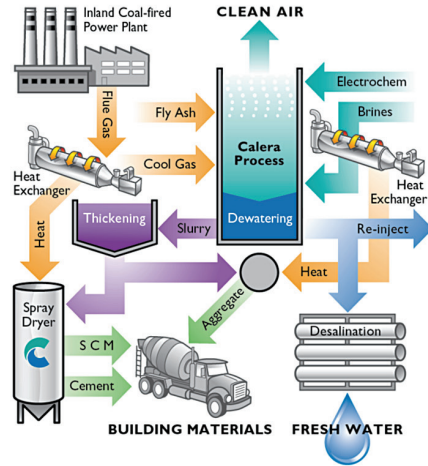 Inland Coal-fired
Power Plant
CLEAN AIR
Flue Gas
Electrochem
Fly Ash
Brines
Calera
Process
Cool Gas
Heat
Exchanger
Heat
Exchanger
Heat
Thickening
Slurry
Dewatering
Re-inject
Heat
Spray
Dryer
Aggregate
Desalination
S C M
Cement
BUILDING MATERIALS
FRESH WATER